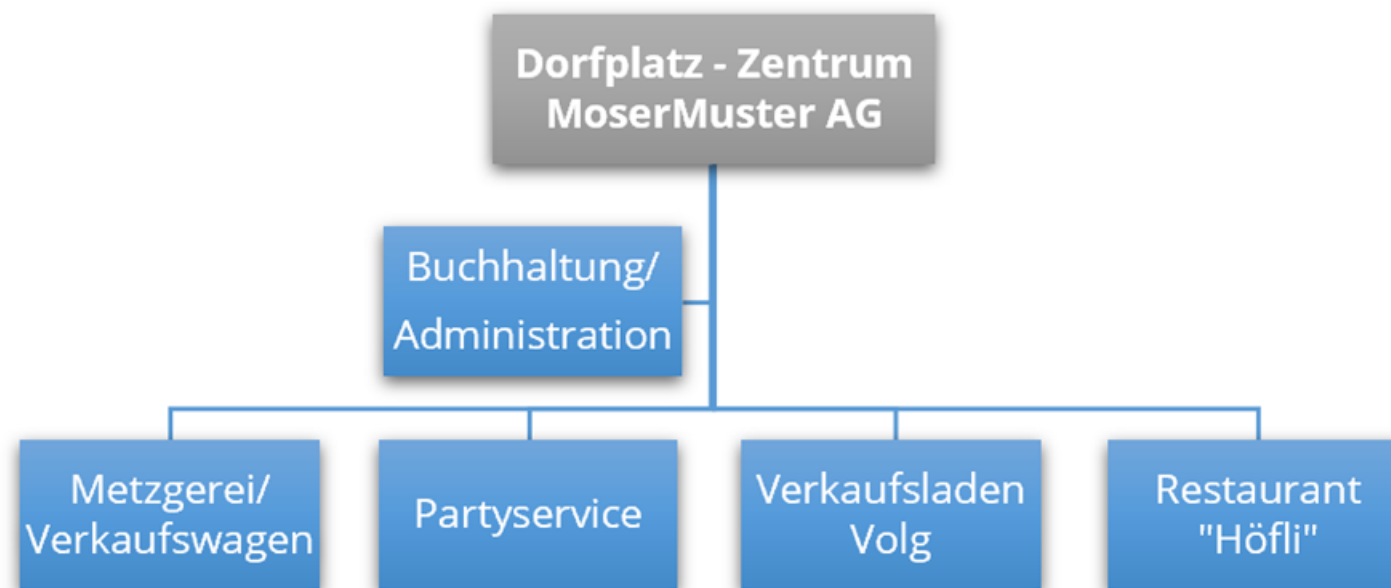 Dorfplatz - Zentrum
MoserMuster AG
Buchhaltung/
Administration
Metzgerei/
Verkaufswagen
Partyservice
Verkaufsladen
Volg
Restaurant
"Höfli"